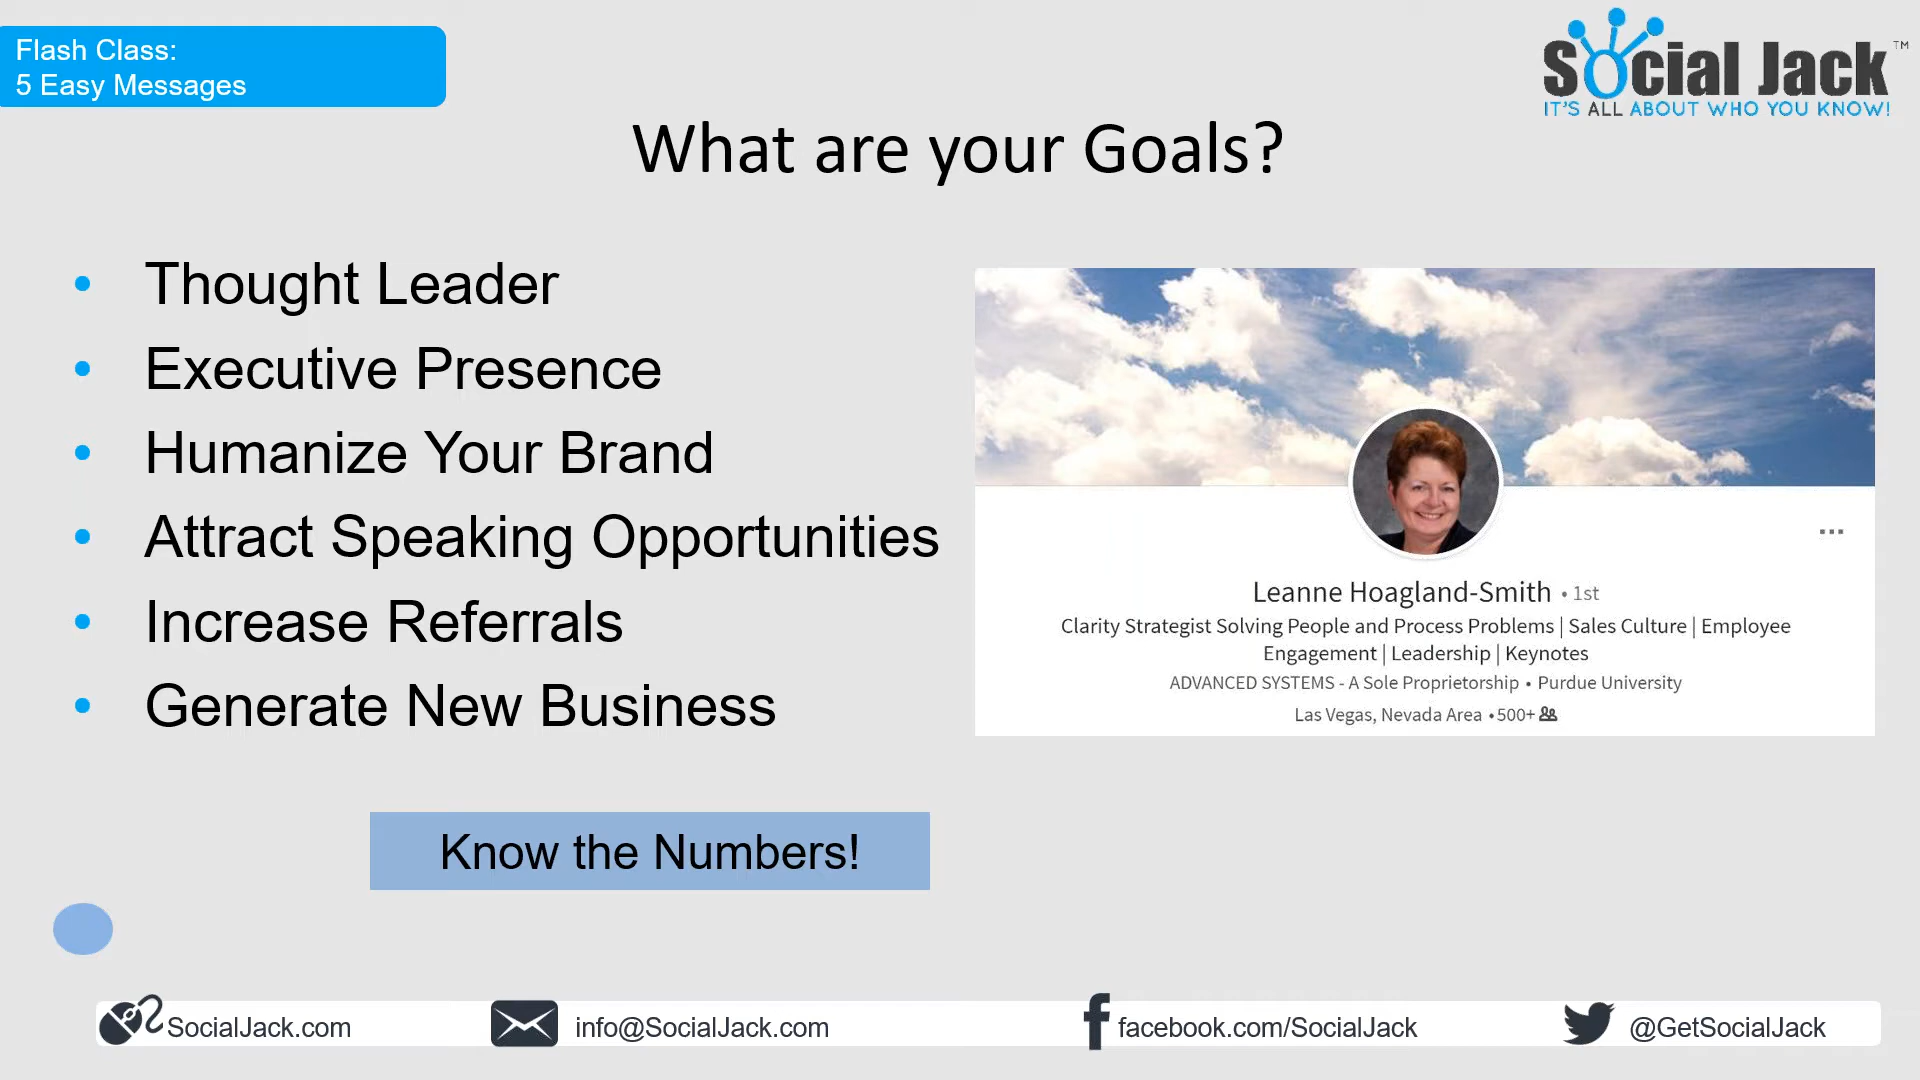 Flash Class:
5 Easy Messages
Social Jack™
IT'S ALL ABOUT WHO YOU KNOW!
What are your Goals?
• Thought Leader
• Executive Presence
• Humanize Your Brand
• Attract Speaking Opportunities
• Increase Referrals
• Generate New Business
Leanne Hoagland-Smith • 1st
Clarity Strategist Solving People and Process Problems | Sales Culture | Employee
Engagement | Leadership | Keynotes
ADVANCED SYSTEMS - A Sole Proprietorship • Purdue University
Las Vegas, Nevada Area • 500+
Know the Numbers!
SocialJack.com
info@SocialJack.com
facebook.com/SocialJack
@GetSocialJack